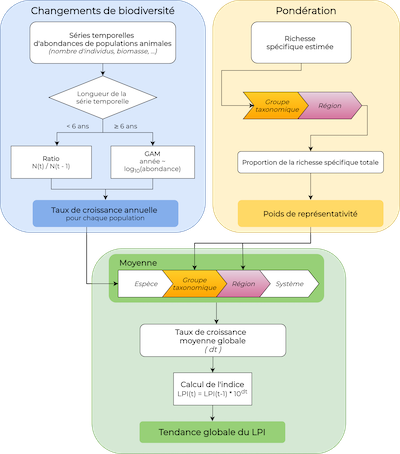 Changements de biodiversité
Séries temporelles
d'abondances de populations animales
(nombre d'individus, biomasse, ...)
Longueur de la
série temporelle
< 6 ans
≥ 6 ans
Ratio
N(t) / N(t - 1)
GAM
année ~
log₁₀(abondance)
Taux de croissance annuelle
pour chaque population
Pondération
Richesse
spécifique estimée
Groupe
taxonomique
Région
Proportion de la richesse spécifique totale
Poids de représentativité
Moyenne
Espèce
Groupe
taxonomique
Région
Système
Taux de croissance
moyenne globale
( dt )
Calcul de l'indice
LPI(t) = LPI(t-1) * 10^dt
Tendance globale du LPI